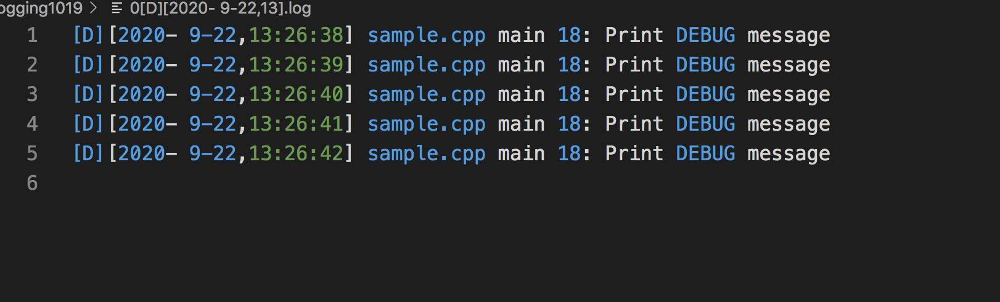 ogging1019 > 0[D][2020- 9-22,13].log
1 [D][2020- 9-22,13:26:38] sample.cpp main 18: Print DEBUG message
2 [D][2020- 9-22,13:26:39] sample.cpp main 18: Print DEBUG message
3 [D][2020- 9-22,13:26:40] sample.cpp main 18: Print DEBUG message
4 [D][2020- 9-22,13:26:41] sample.cpp main 18: Print DEBUG message
5 [D][2020- 9-22,13:26:42] sample.cpp main 18: Print DEBUG message
6